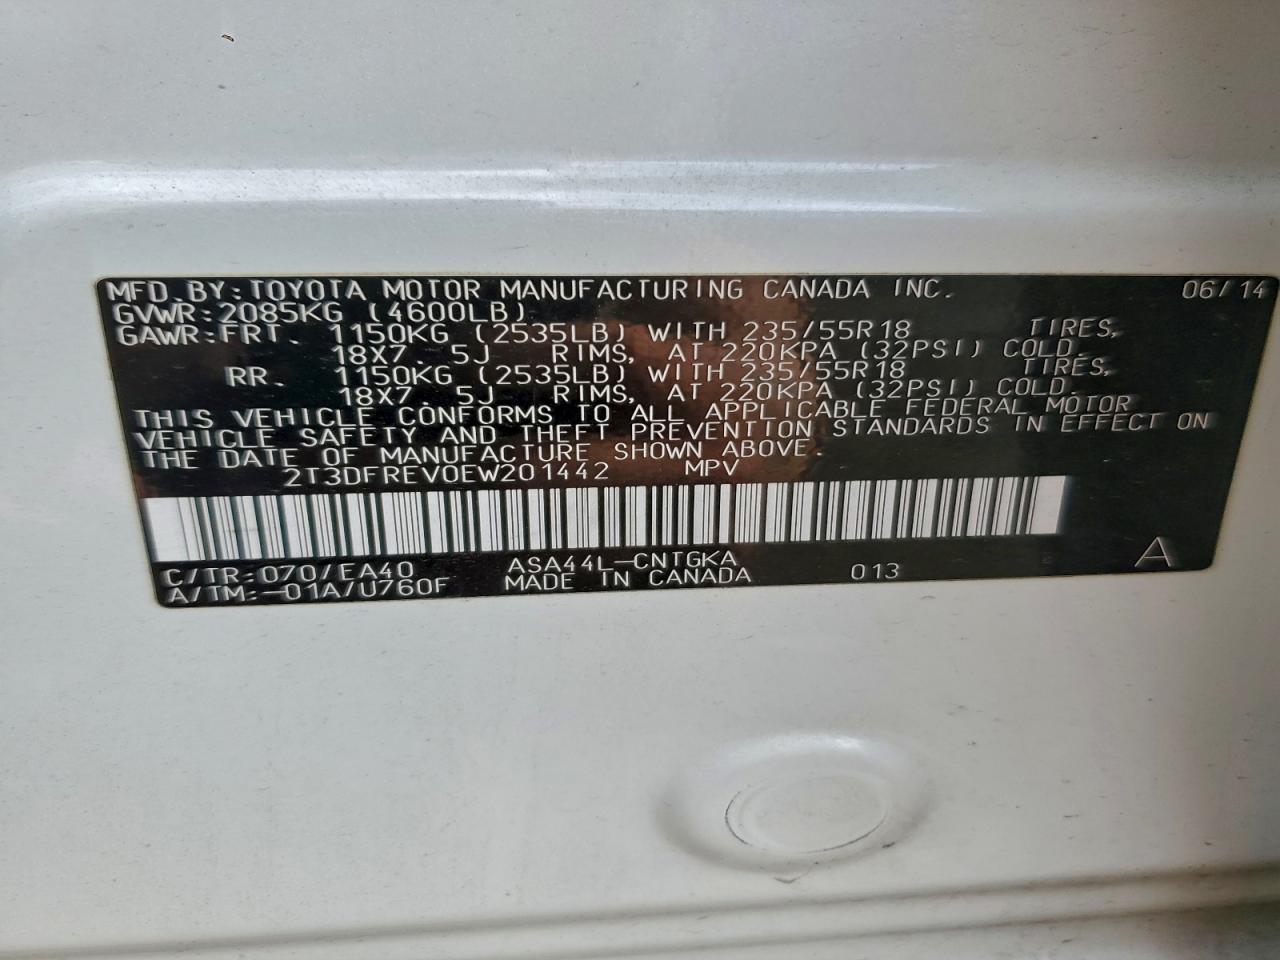 MFD.BY:TOYOTA MOTOR MANUFACTURING CANADA INC. 06/14
GVWR:2085KG (4600LB)
GAWR:FRT. 1150KG (2535LB) WITH 235/55R18 TIRES,
18X7.5J RIMS, AT 220KPA (32PSI) COLD.
RR. 1150KG (2535LB) WITH 235/55R18 TIRES,
18X7.5J RIMS, AT 220KPA (32PSI) COLD.
THIS VEHICLE CONFORMS TO ALL APPLICABLE FEDERAL MOTOR
VEHICLE SAFETY AND THEFT PREVENTION STANDARDS IN EFFECT ON
THE DATE OF MANUFACTURE SHOWN ABOVE.
2T3DFREV0EW201442 MPV
C/TR:070/EA40 ASA44L-CNTGKA 013 A
A/TM:-01A/U760F MADE IN CANADA